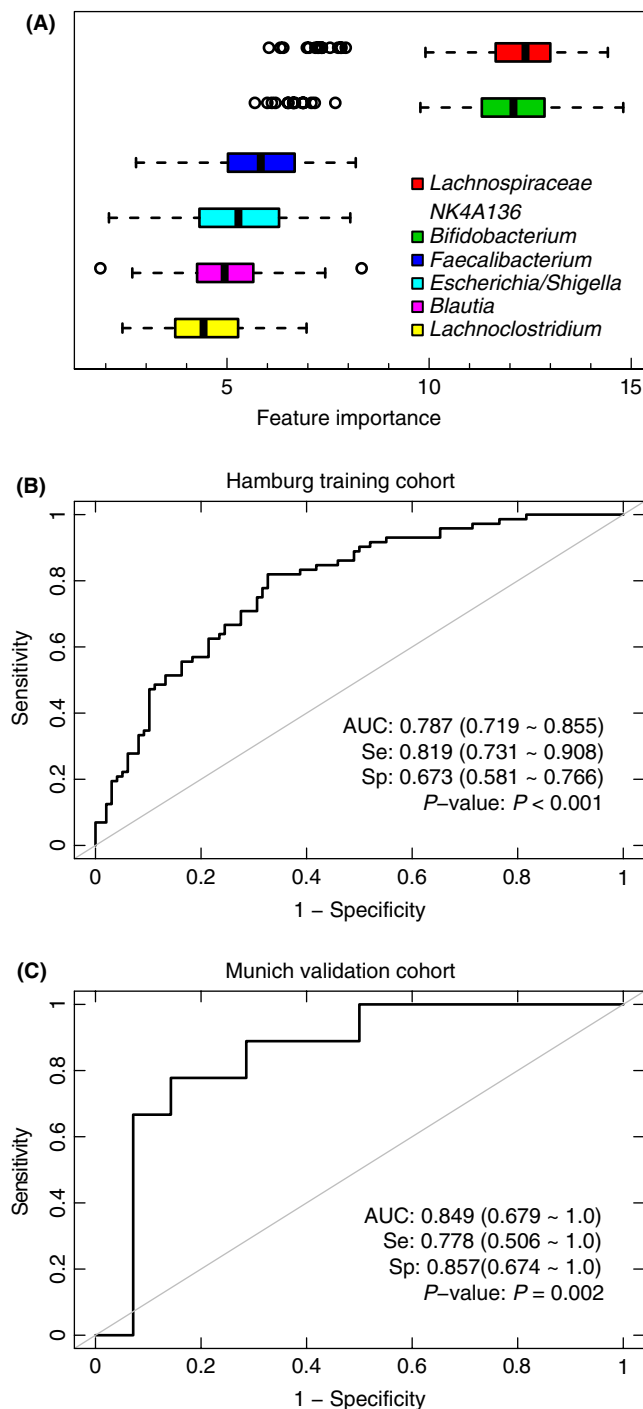 (A)
Lachnospiraceae
NK4A136
Bifidobacterium
Faecalibacterium
Escherichia/Shigella
Blautia
Lachnoclostridium
5
10
15
Feature importance
(B)
Hamburg training cohort
Sensitivity
1
0.8
0.6
0.4
0.2
0
AUC: 0.787 (0.719 ~ 0.855)
Se: 0.819 (0.731 ~ 0.908)
Sp: 0.673 (0.581 ~ 0.766)
P–value: P < 0.001
0
0.2
0.4
0.6
0.8
1
1 – Specificity
(C)
Munich validation cohort
Sensitivity
1
0.8
0.6
0.4
0.2
0
AUC: 0.849 (0.679 ~ 1.0)
Se: 0.778 (0.506 ~ 1.0)
Sp: 0.857(0.674 ~ 1.0)
P–value: P = 0.002
0
0.2
0.4
0.6
0.8
1
1 – Specificity